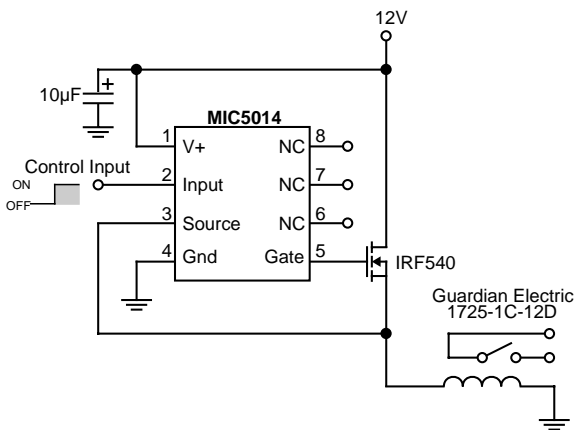 12V
+
10µF
MIC5014
1 V+ NC 8
Control Input
ON
OFF
2 Input NC 7
3 Source NC 6
4 Gnd Gate 5
IRF540
Guardian Electric
1725-1C-12D